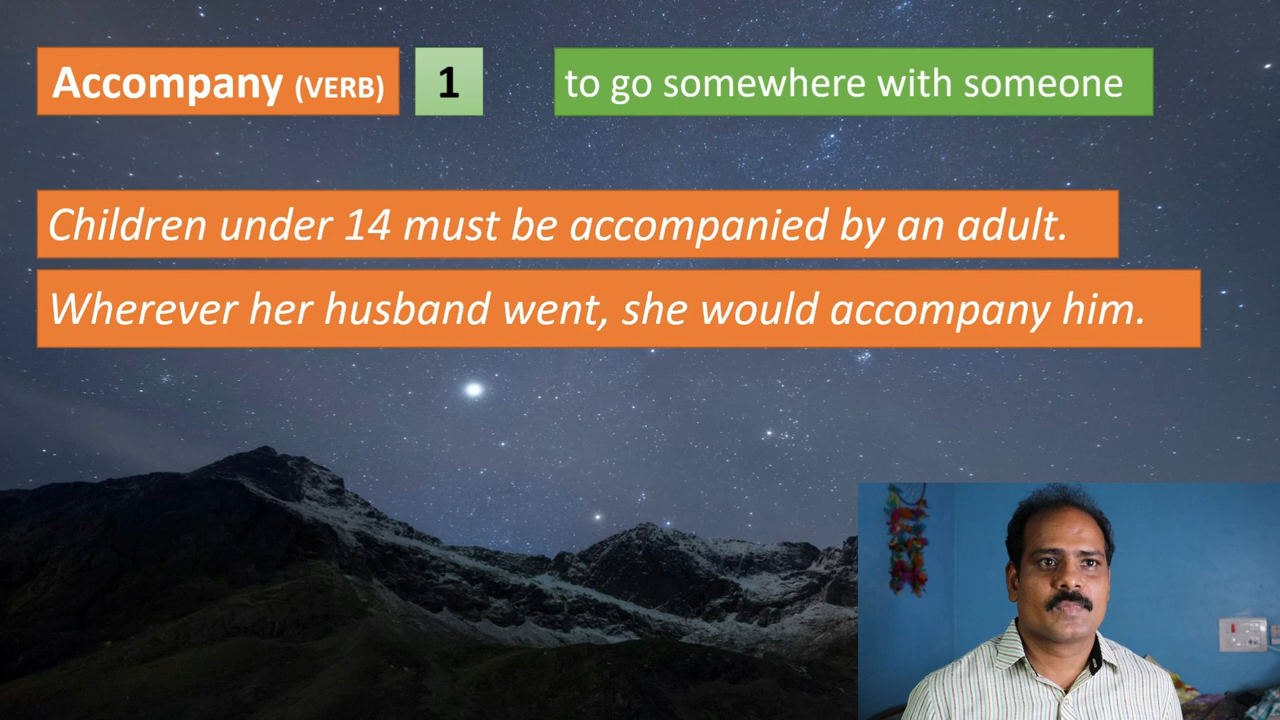 Accompany (VERB) 1 to go somewhere with someone
Children under 14 must be accompanied by an adult.
Wherever her husband went, she would accompany him.